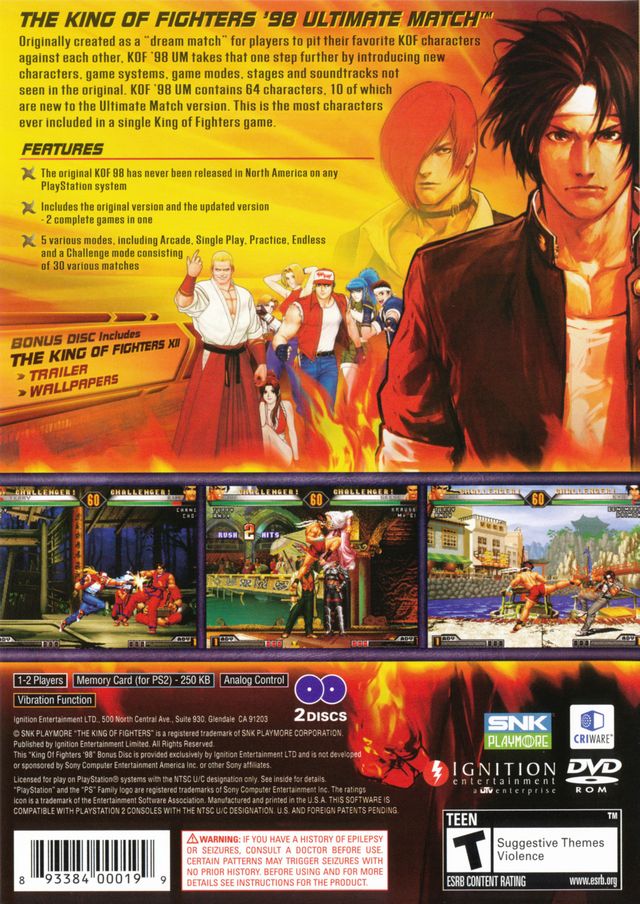 THE KING OF FIGHTERS '98 ULTIMATE MATCH™
Originally created as a "dream match" for players to pit their favorite KOF characters
against each other, KOF '98 UM takes that one step further by introducing new
characters, game systems, game modes, stages and soundtracks not
seen in the original. KOF '98 UM contains 64 characters, 10 of which
are new to the Ultimate Match version. This is the most characters
ever included in a single King of Fighters game.
FEATURES
The original KOF 98 has never been released in North America on any
PlayStation system
Includes the original version and the updated version
- 2 complete games in one
5 various modes, including Arcade, Single Play, Practice, Endless
and a Challenge mode consisting
of 30 various matches
BONUS DISC Includes
THE KING OF FIGHTERS XII
> TRAILER
> WALLPAPERS
CHALLENGER! 60 CHALLENGER!
CHALLENGER! 60 CHALLENGER!
RUSH 2 HITS
CHALLENGER! 60 CHALLENGER!
1-2 Players
Memory Card (for PS2) - 250 KB
Analog Control
Vibration Function
2 DISCS
Ignition Entertainment LTD., 500 North Central Ave., Suite 930, Glendale CA 91203
© SNK PLAYMORE "THE KING OF FIGHTERS" is a registered trademark of SNK PLAYMORE CORPORATION.
Published by Ignition Entertainment Limited. All Rights Reserved.
This "King Of Fighters '98" Bonus Disc is provided exclusively by Ignition Entertainment LTD and is not developed
or sponsored by Sony Computer Entertainment America Inc. or other Sony affiliates.
Licensed for play on PlayStation® systems with the NTSC U/C designation only. See inside for details.
"PlayStation" and the "PS" Family logo are registered trademarks of Sony Computer Entertainment Inc. The ratings
icon is a trademark of the Entertainment Software Association. Manufactured and printed in the U.S.A. THIS SOFTWARE IS
COMPATIBLE WITH PLAYSTATION 2 CONSOLES WITH THE NTSC U/C DESIGNATION. U.S. AND FOREIGN PATENTS PENDING.
SNK
PLAYMORE
CRIWARE™
IGNITION
entertainment
a UTV enterprise
DVD
ROM
8 93384 00019 9
WARNING: IF YOU HAVE A HISTORY OF EPILEPSY
OR SEIZURES, CONSULT A DOCTOR BEFORE USE.
CERTAIN PATTERNS MAY TRIGGER SEIZURES WITH
NO PRIOR HISTORY. BEFORE USING AND FOR MORE
DETAILS SEE INSTRUCTIONS FOR THE PRODUCT.
TEEN
T
™
Suggestive Themes
Violence
ESRB CONTENT RATING
www.esrb.org